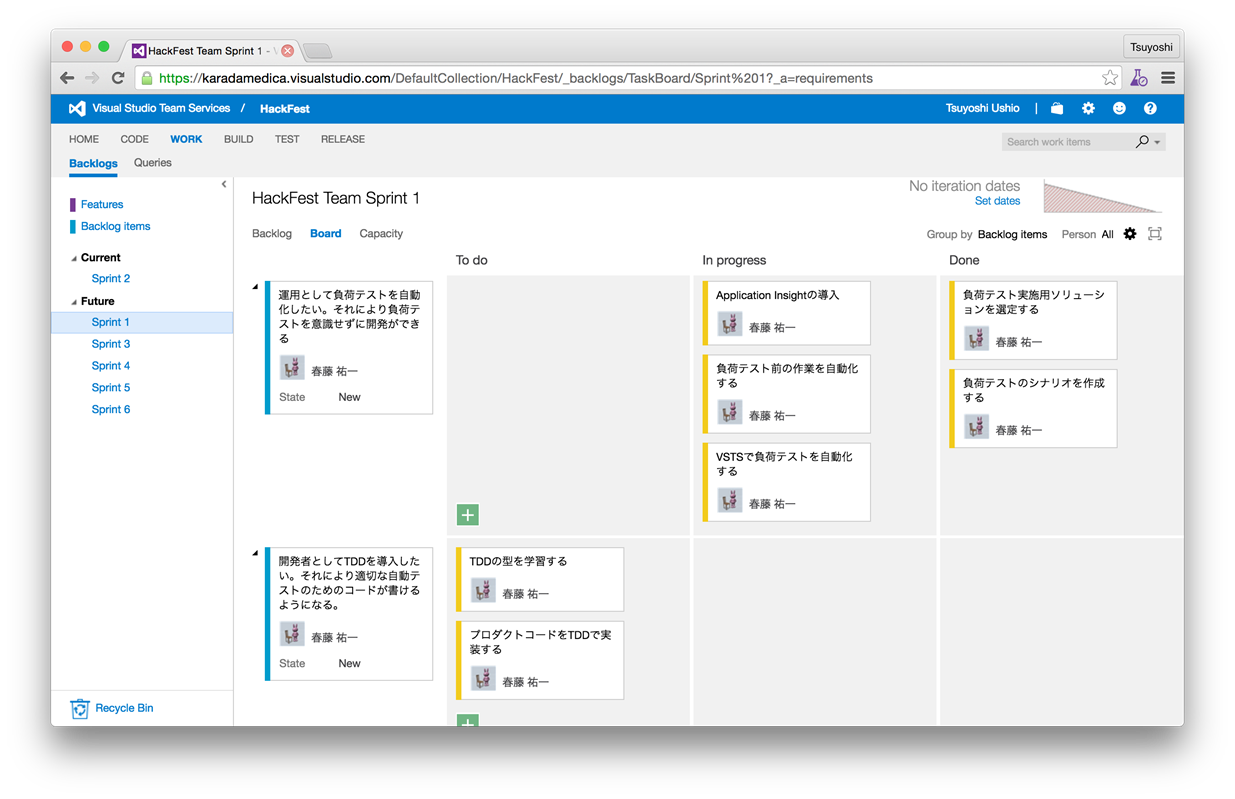 HackFest Team Sprint 1 -
Tsuyoshi
https://karadamedica.visualstudio.com/DefaultCollection/HackFest/_backlogs/TaskBoard/Sprint%201?_a=requirements
Visual Studio Team Services / HackFest
Tsuyoshi Ushio
HOME CODE WORK BUILD TEST RELEASE
Search work items
Backlogs Queries
Features
Backlog items
Current
Sprint 2
Future
Sprint 1
Sprint 3
Sprint 4
Sprint 5
Sprint 6
Recycle Bin
HackFest Team Sprint 1
No iteration dates
Set dates
Backlog Board Capacity
Group by Backlog items Person All
To do
In progress
Done
運用として負荷テストを自動
化したい。それにより負荷テ
ストを意識せずに開発ができ
る
春藤 祐一
State New
Application Insightの導入
春藤 祐一
負荷テスト前の作業を自動化
する
春藤 祐一
VSTSで負荷テストを自動化
する
春藤 祐一
負荷テスト実施用ソリューシ
ョンを選定する
春藤 祐一
負荷テストのシナリオを作成
する
春藤 祐一
開発者としてTDDを導入した
い。それにより適切な自動テ
ストのためのコードが書ける
ようになる。
春藤 祐一
State New
TDDの型を学習する
春藤 祐一
プロダクトコードをTDDで実
装する
春藤 祐一